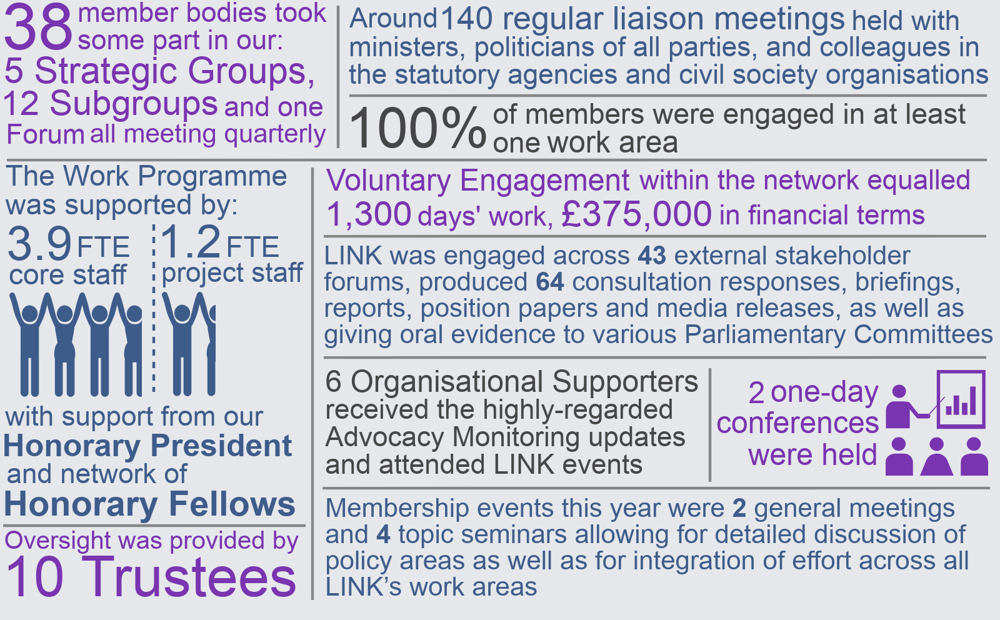 38 member bodies took
some part in our:
5 Strategic Groups,
12 Subgroups and one
Forum all meeting quarterly
Around 140 regular liaison meetings held with
ministers, politicians of all parties, and colleagues in
the statutory agencies and civil society organisations
100% of members were engaged in at least
one work area
The Work Programme
was supported by:
3.9 FTE
core staff
1.2 FTE
project staff
with support from our
Honorary President
and network of
Honorary Fellows
Oversight was provided by
10 Trustees
Voluntary Engagement within the network equalled
1,300 days' work, £375,000 in financial terms
LINK was engaged across 43 external stakeholder
forums, produced 64 consultation responses, briefings,
reports, position papers and media releases, as well as
giving oral evidence to various Parliamentary Committees
6 Organisational Supporters
received the highly-regarded
Advocacy Monitoring updates
and attended LINK events
2 one-day
conferences
were held
Membership events this year were 2 general meetings
and 4 topic seminars allowing for detailed discussion of
policy areas as well as for integration of effort across all
LINK’s work areas